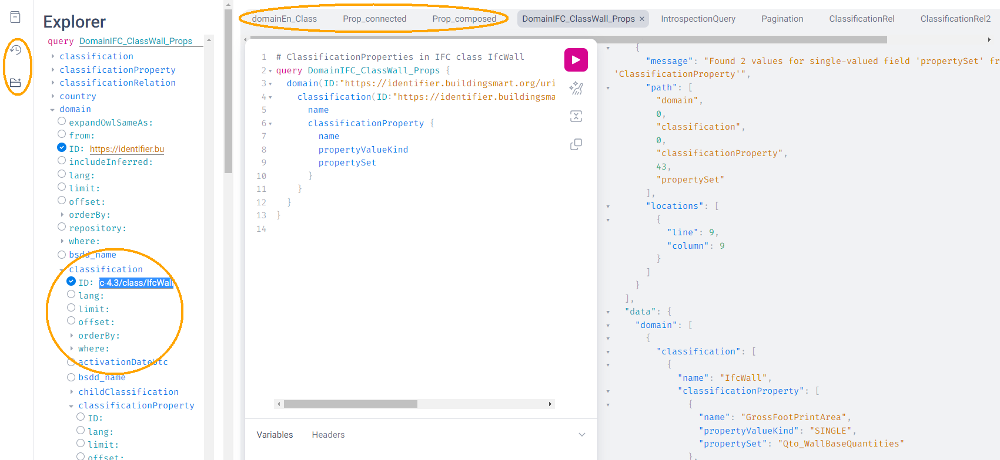 domainEn_Class Prop_connected Prop_composed DomainIFC_ClassWall_Props × IntrospectionQuery Pagination ClassificationRel ClassificationRel2
Explorer
query DomainIFC_ClassWall_Props
classification
classificationProperty
classificationRelation
country
domain
expandOwlSameAs:
from:
ID: https://identifier.bu
includeInferred:
lang:
limit:
offset:
orderBy:
repository:
where:
bsdd_name
classification
ID: c-4.3/class/IfcWall
lang:
limit:
offset:
orderBy:
where:
activationDateUtc
bsdd_name
childClassification
classificationProperty
ID:
lang:
limit:
offset:
1 # ClassificationProperties in IFC class IfcWall
2 query DomainIFC_ClassWall_Props {
3 domain(ID:"https://identifier.buildingsmart.org/uri
4 classification(ID:"https://identifier.buildingsma
5 name
6 classificationProperty {
7 name
8 propertyValueKind
9 propertySet
10 }
11 }
12 }
13 }
14
Variables Headers
{
"message": "Found 2 values for single-valued field 'propertySet' fr
'ClassificationProperty'",
"path": [
"domain",
0,
"classification",
0,
"classificationProperty",
43,
"propertySet"
],
"locations": [
{
"line": 9,
"column": 9
}
]
}
],
"data": {
"domain": [
{
"classification": [
{
"name": "IfcWall",
"classificationProperty": [
{
"name": "GrossFootPrintArea",
"propertyValueKind": "SINGLE",
"propertySet": "Qto_WallBaseQuantities"
},